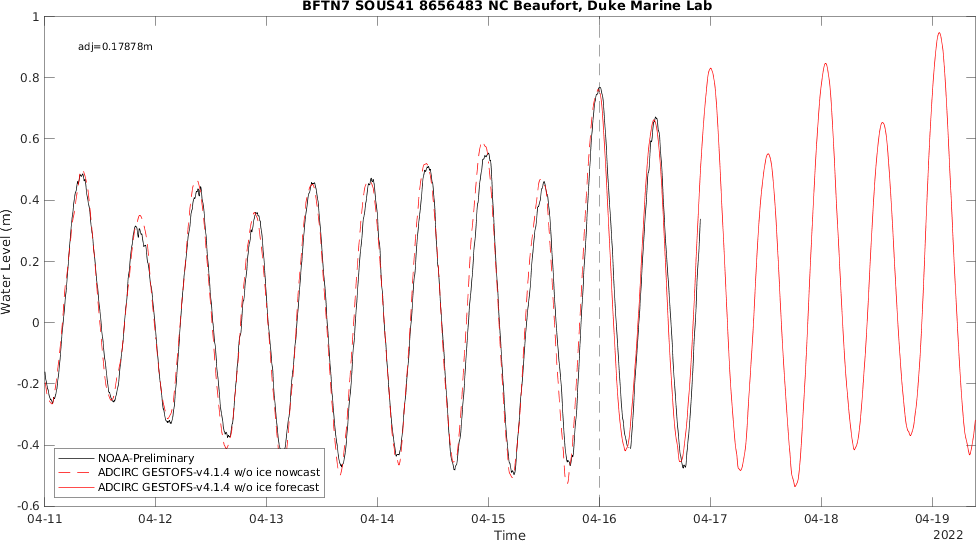 BFTN7 SOUS41 8656483 NC Beaufort, Duke Marine Lab
adj=0.17878m
Water Level (m)
1
0.8
0.6
0.4
0.2
0
-0.2
-0.4
-0.6
NOAA-Preliminary
ADCIRC GESTOFS-v4.1.4 w/o ice nowcast
ADCIRC GESTOFS-v4.1.4 w/o ice forecast
04-11 04-12 04-13 04-14 04-15 04-16 04-17 04-18 04-19
Time
2022